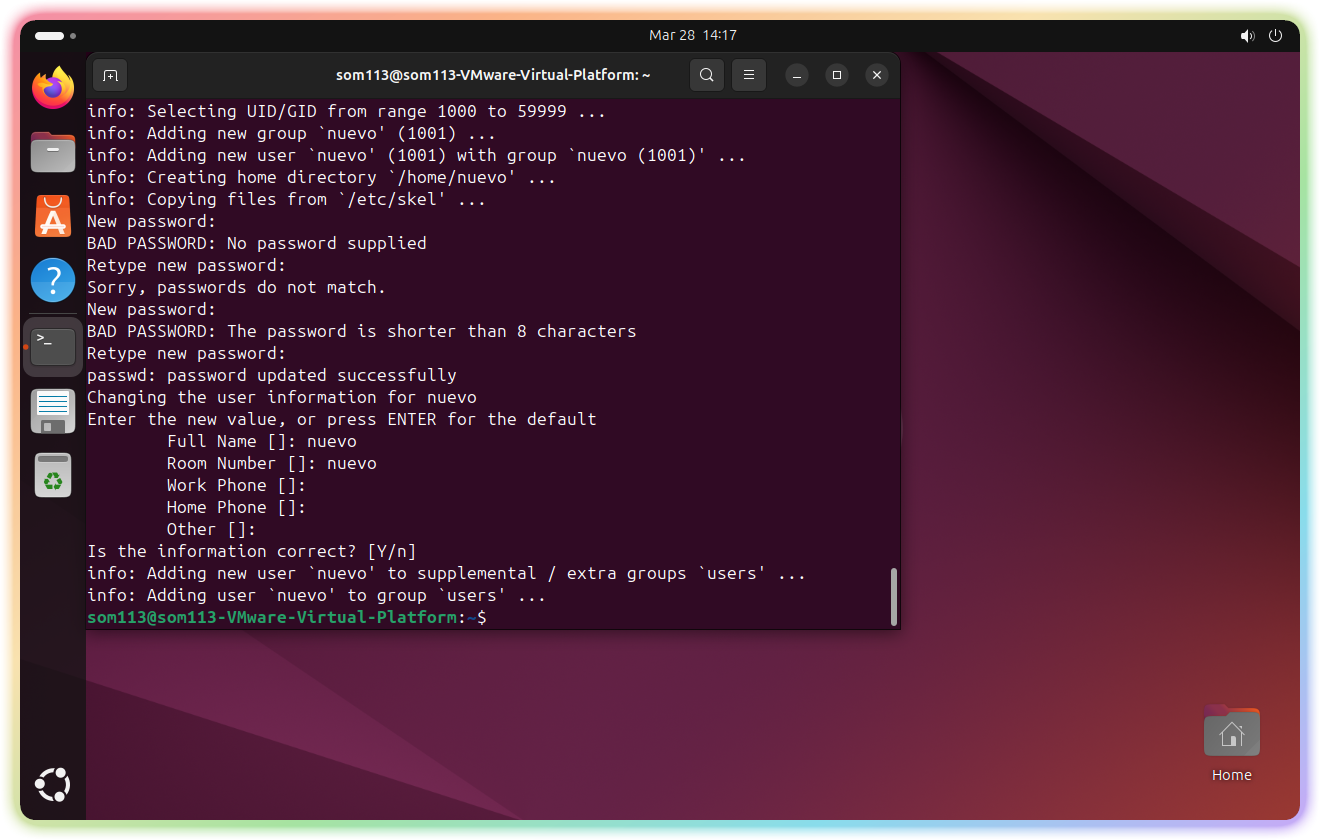 Mar 28 14:17
som113@som113-VMware-Virtual-Platform: ~
info: Selecting UID/GID from range 1000 to 59999 ...
info: Adding new group `nuevo' (1001) ...
info: Adding new user `nuevo' (1001) with group `nuevo (1001)' ...
info: Creating home directory `/home/nuevo' ...
info: Copying files from `/etc/skel' ...
New password:
BAD PASSWORD: No password supplied
Retype new password:
Sorry, passwords do not match.
New password:
BAD PASSWORD: The password is shorter than 8 characters
Retype new password:
passwd: password updated successfully
Changing the user information for nuevo
Enter the new value, or press ENTER for the default
Full Name []: nuevo
Room Number []: nuevo
Work Phone []:
Home Phone []:
Other []:
Is the information correct? [Y/n]
info: Adding new user `nuevo' to supplemental / extra groups `users' ...
info: Adding user `nuevo' to group `users' ...
som113@som113-VMware-Virtual-Platform:~$
Home